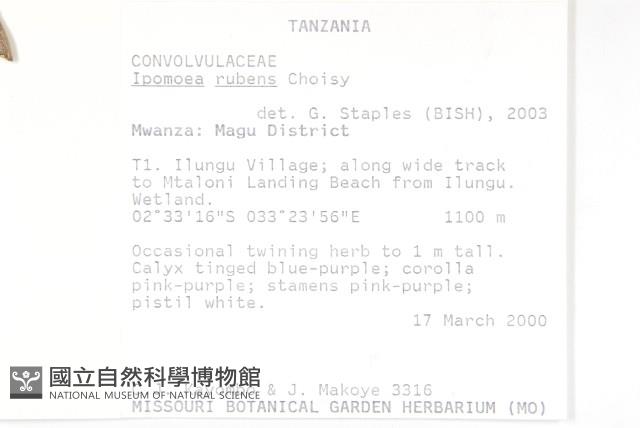 TANZANIA
CONVOLVULACEAE
Ipomoea rubens Choisy
det. G. Staples (BISH), 2003
Mwanza: Magu District
T1. Ilungu Village; along wide track
to Mtaloni Landing Beach from Ilungu.
Wetland.
02°33'16"S 033°23'56"E 1100 m
Occasional twining herb to 1 m tall.
Calyx tinged blue-purple; corolla
pink-purple; stamens pink-purple;
pistil white.
17 March 2000
& J. Makoye 3316
MISSOURI BOTANICAL GARDEN HERBARIUM (MO)
國立自然科學博物館
NATIONAL MUSEUM OF NATURAL SCIENCE